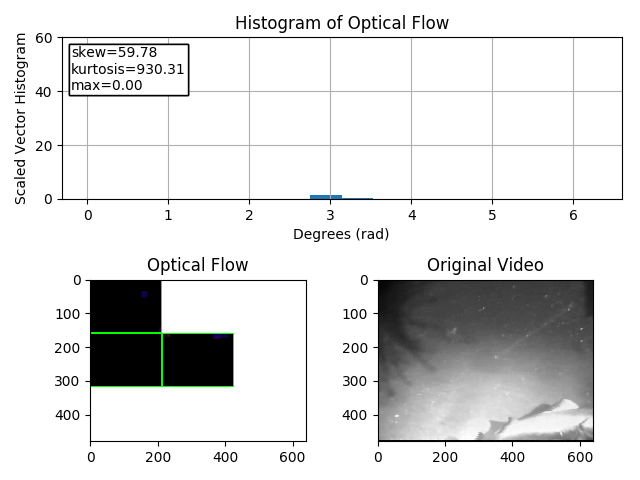 Histogram of Optical Flow
skew=59.78
kurtosis=930.31
max=0.00
Scaled Vector Histogram
60
40
20
0
0 1 2 3 4 5 6
Degrees (rad)
Optical Flow
0
100
200
300
400
0 200 400 600
Original Video
0
100
200
300
400
0 200 400 600